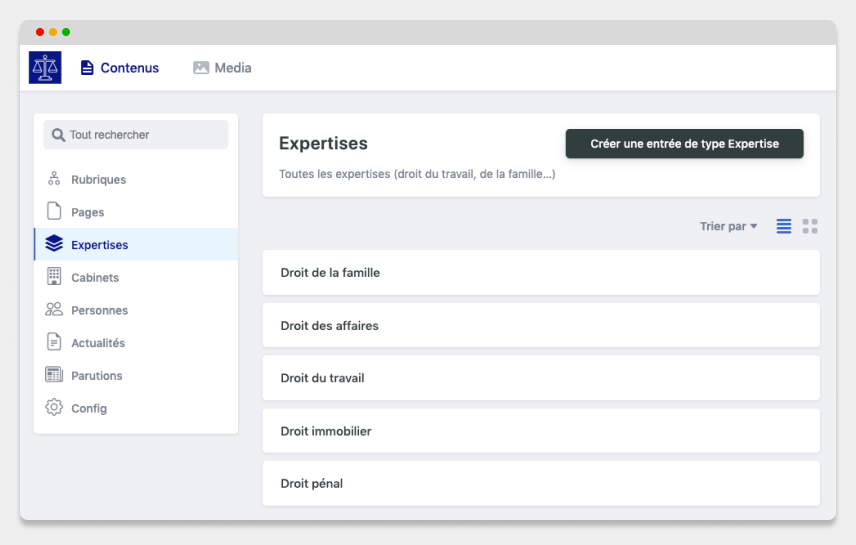 Contenus
Media
Tout rechercher
Rubriques
Pages
Expertises
Cabinets
Personnes
Actualités
Parutions
Config
Expertises
Créer une entrée de type Expertise
Toutes les expertises (droit du travail, de la famille...)
Trier par
Droit de la famille
Droit des affaires
Droit du travail
Droit immobilier
Droit pénal